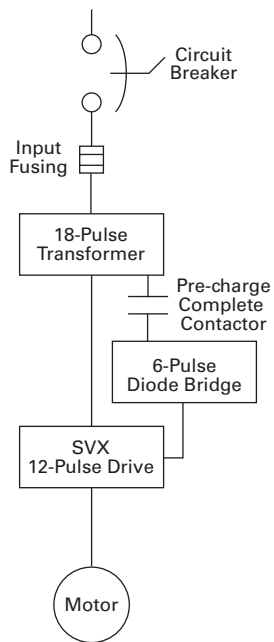 Circuit
Breaker
Input
Fusing
18-Pulse
Transformer
Pre-charge
Complete
Contactor
6-Pulse
Diode Bridge
SVX
12-Pulse Drive
Motor